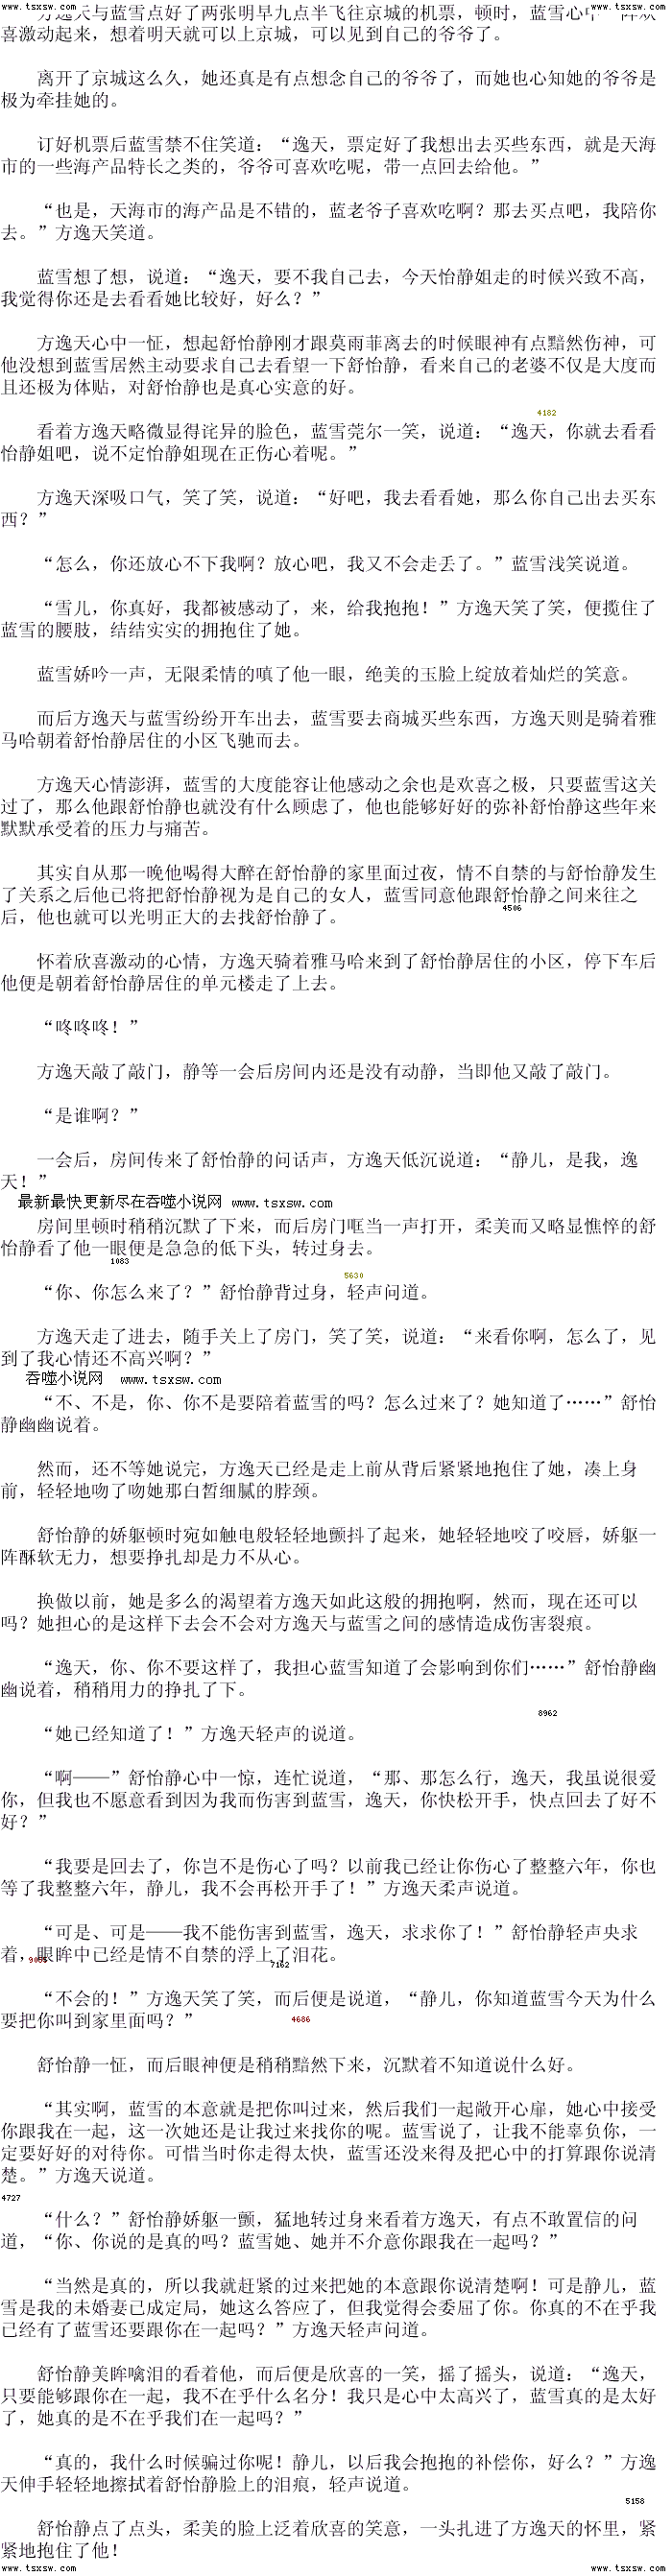 www.tsxsw.com www.tsxsw.com
方逸天与蓝雪点好了两张明早九点半飞往京城的机票，顿时，蓝雪心中一阵欢
喜激动起来，想着明天就可以上京城，可以见到自己的爷爷了。
离开了京城这么久，她还真是有点想念自己的爷爷了，而她也心知她的爷爷是
极为牵挂她的。
订好机票后蓝雪禁不住笑道：“逸天，票定好了我想出去买些东西，就是天海
市的一些海产品特长之类的，爷爷可喜欢吃呢，带一点回去给他。”
“也是，天海市的海产品是不错的，蓝老爷子喜欢吃啊？那去买点吧，我陪你
去。”方逸天笑道。
蓝雪想了想，说道：“逸天，要不我自己去，今天怡静姐走的时候兴致不高，
我觉得你还是去看看她比较好，好么？”
方逸天心中一怔，想起舒怡静刚才跟莫雨菲离去的时候眼神有点黯然伤神，可
他没想到蓝雪居然主动要求自己去看望一下舒怡静，看来自己的老婆不仅是大度而
且还极为体贴，对舒怡静也是真心实意的好。
4182
看着方逸天略微显得诧异的脸色，蓝雪莞尔一笑，说道：“逸天，你就去看看
怡静姐吧，说不定怡静姐现在正伤心着呢。”
方逸天深吸口气，笑了笑，说道：“好吧，我去看看她，那么你自己出去买东
西？”
“怎么，你还放心不下我啊？放心吧，我又不会走丢了。”蓝雪浅笑说道。
“雪儿，你真好，我都被感动了，来，给我抱抱！”方逸天笑了笑，便揽住了
蓝雪的腰肢，结结实实的拥抱住了她。
蓝雪娇吟一声，无限柔情的嗔了他一眼，绝美的玉脸上绽放着灿烂的笑意。
而后方逸天与蓝雪纷纷开车出去，蓝雪要去商城买些东西，方逸天则是骑着雅
马哈朝着舒怡静居住的小区飞驰而去。
方逸天心情澎湃，蓝雪的大度能容让他感动之余也是欢喜之极，只要蓝雪这关
过了，那么他跟舒怡静也就没有什么顾虑了，他也能够好好的弥补舒怡静这些年来
默默承受着的压力与痛苦。
其实自从那一晚他喝得大醉在舒怡静的家里面过夜，情不自禁的与舒怡静发生
了关系之后他已将把舒怡静视为是自己的女人，蓝雪同意他跟舒怡静之间来往之
4506
后，他也就可以光明正大的去找舒怡静了。
怀着欣喜激动的心情，方逸天骑着雅马哈来到了舒怡静居住的小区，停下车后
他便是朝着舒怡静居住的单元楼走了上去。
“咚咚咚！”
方逸天敲了敲门，静等一会后房间内还是没有动静，当即他又敲了敲门。
“是谁啊？”
一会后，房间传来了舒怡静的问话声，方逸天低沉说道：“静儿，是我，逸
天！”
最新最快更新尽在吞噬小说网 www.tsxsw.com
房间里顿时稍稍沉默了下来，而后房门哐当一声打开，柔美而又略显憔悴的舒
怡静看了他一眼便是急急的低下头，转过身去。
1083
5630
“你、你怎么来了？”舒怡静背过身，轻声问道。
方逸天走了进去，随手关上了房门，笑了笑，说道：“来看你啊，怎么了，见
到了我心情还不高兴啊？”
吞噬小说网 www.tsxsw.com
“不、不是，你、你不是要陪着蓝雪的吗？怎么过来了？她知道了……”舒怡
静幽幽说着。
然而，还不等她说完，方逸天已经是走上前从背后紧紧地抱住了她，凑上身
前，轻轻地吻了吻她那白皙细腻的脖颈。
舒怡静的娇躯顿时宛如触电般轻轻地颤抖了起来，她轻轻地咬了咬唇，娇躯一
阵酥软无力，想要挣扎却是力不从心。
换做以前，她是多么的渴望着方逸天如此这般的拥抱啊，然而，现在还可以
吗？她担心的是这样下去会不会对方逸天与蓝雪之间的感情造成伤害裂痕。
“逸天，你、你不要这样了，我担心蓝雪知道了会影响到你们……”舒怡静幽
幽说着，稍稍用力的挣扎了下。
8962
“她已经知道了！”方逸天轻声的说道。
“啊——”舒怡静心中一惊，连忙说道，“那、那怎么行，逸天，我虽说很爱
你，但我也不愿意看到因为我而伤害到蓝雪，逸天，你快松开手，快点回去了好不
好？”
“我要是回去了，你岂不是伤心了吗？以前我已经让你伤心了整整六年，你也
等了我整整六年，静儿，我不会再松开手了！”方逸天柔声说道。
“可是、可是——我不能伤害到蓝雪，逸天，求求你了！”舒怡静轻声央求
着，眼眸中已经是情不自禁的浮上了泪花。
7162
“不会的！”方逸天笑了笑，而后便是说道，“静儿，你知道蓝雪今天为什么
要把你叫到家里面吗？”
4686
舒怡静一怔，而后眼神便是稍稍黯然下来，沉默着不知道说什么好。
“其实啊，蓝雪的本意就是把你叫过来，然后我们一起敞开心扉，她心中接受
你跟我在一起，这一次她还是让我过来找你的呢。蓝雪说了，让我不能辜负你，一
定要好好的对待你。可惜当时你走得太快，蓝雪还没来得及把心中的打算跟你说清
楚。”方逸天说道。
4727
“什么？”舒怡静娇躯一颤，猛地转过身来看着方逸天，有点不敢置信的问
道，“你、你说的是真的吗？蓝雪她、她并不介意你跟我在一起吗？”
“当然是真的，所以我就赶紧的过来把她的本意跟你说清楚啊！可是静儿，蓝
雪是我的未婚妻已成定局，她这么答应了，但我觉得会委屈了你。你真的不在乎我
已经有了蓝雪还要跟你在一起吗？”方逸天轻声问道。
舒怡静美眸噙泪的看着他，而后便是欣喜的一笑，摇了摇头，说道：“逸天，
只要能够跟你在一起，我不在乎什么名分！我只是心中太高兴了，蓝雪真的是太好
了，她真的是不在乎我们在一起吗？”
“真的，我什么时候骗过你呢！静儿，以后我会抱抱的补偿你，好么？”方逸
天伸手轻轻地擦拭着舒怡静脸上的泪痕，轻声说道。
5158
舒怡静点了点头，柔美的脸上泛着欣喜的笑意，一头扎进了方逸天的怀里，紧
紧地抱住了他！
www.tsxsw.com www.tsxsw.com